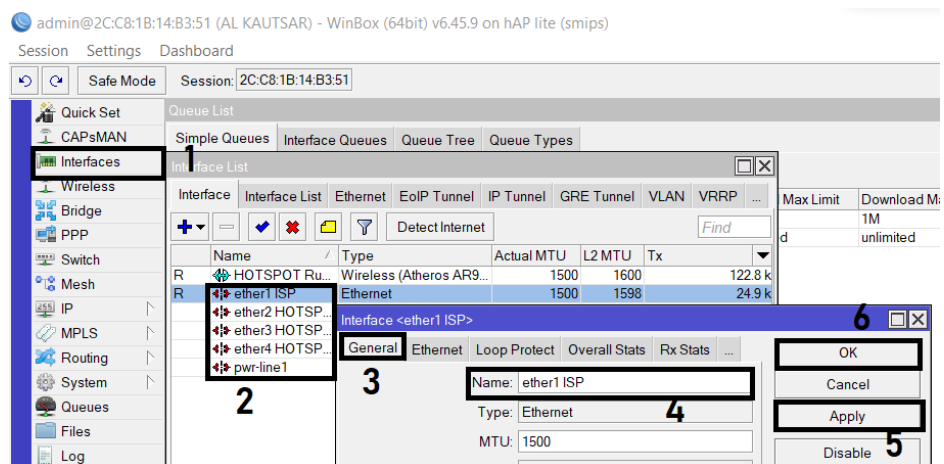 admin@2C:C8:1B:14:B3:51 (AL KAUTSAR) - WinBox (64bit) v6.45.9 on hAP lite (smips)
Session Settings Dashboard
Safe Mode Session: 2C:C8:1B:14:B3:51
Quick Set
CAPsMAN
Interfaces
Wireless
Bridge
PPP
Switch
Mesh
IP
MPLS
Routing
System
Queues
Files
Log
Queue List
Simple Queues Interface Queues Queue Tree Queue Types
1
Interface List
Interface Interface List Ethernet EoIP Tunnel IP Tunnel GRE Tunnel VLAN VRRP ...
Detect Internet Find
Name Type Actual MTU L2 MTU Tx
R HOTSPOT Ru... Wireless (Atheros AR9... 1500 1600 122.8 k
R ether1 ISP Ethernet 1500 1598 24.9 k
ether2 HOTSP...
ether3 HOTSP...
ether4 HOTSP...
pwr-line1
2
Max Limit Download Ma
1M
d unlimited
Interface <ether1 ISP>
6
General Ethernet Loop Protect Overall Stats Rx Stats ...
3
Name: ether1 ISP
4
Type: Ethernet
MTU: 1500
OK
Cancel
Apply
5
Disable